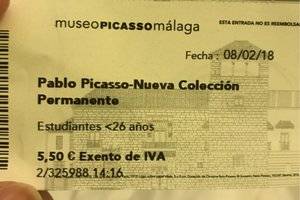 museoPICASSOmálaga
ESTA ENTRADA NO ES REEMBOLSA
Fecha : 08/02/18
Pablo Picasso-Nueva Colección
Permanente
Estudiantes <26 años
5,50 € Exento de IVA
2/325988.14:16